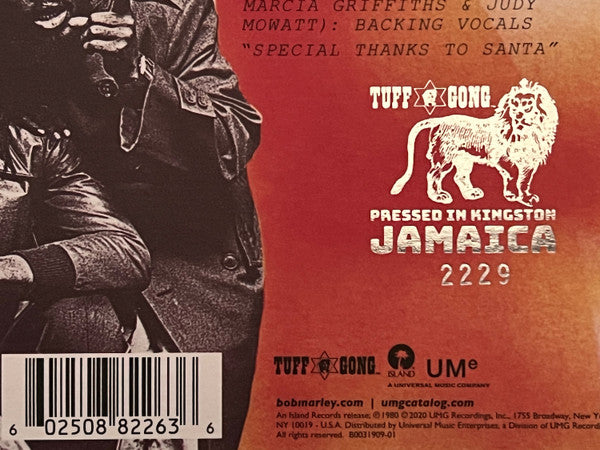 MARCIA GRIFFITHS & JUDY
MOWATT): BACKING VOCALS
"SPECIAL THANKS TO SANTA"
TUFF GONG™
PRESSED IN KINGSTON
JAMAICA
2229
TUFF GONG™ ISLAND UMe
A UNIVERSAL MUSIC COMPANY
bobmarley.com | umgcatalog.com
An Island Records release; ℗ 1980 © 2020 UMG Recordings, Inc., 1755 Broadway, New
NY 10019 - U.S.A. Distributed by Universal Music Enterprises, a Division of UMG
All rights reserved. B0031909-01
6 02508 82263 6